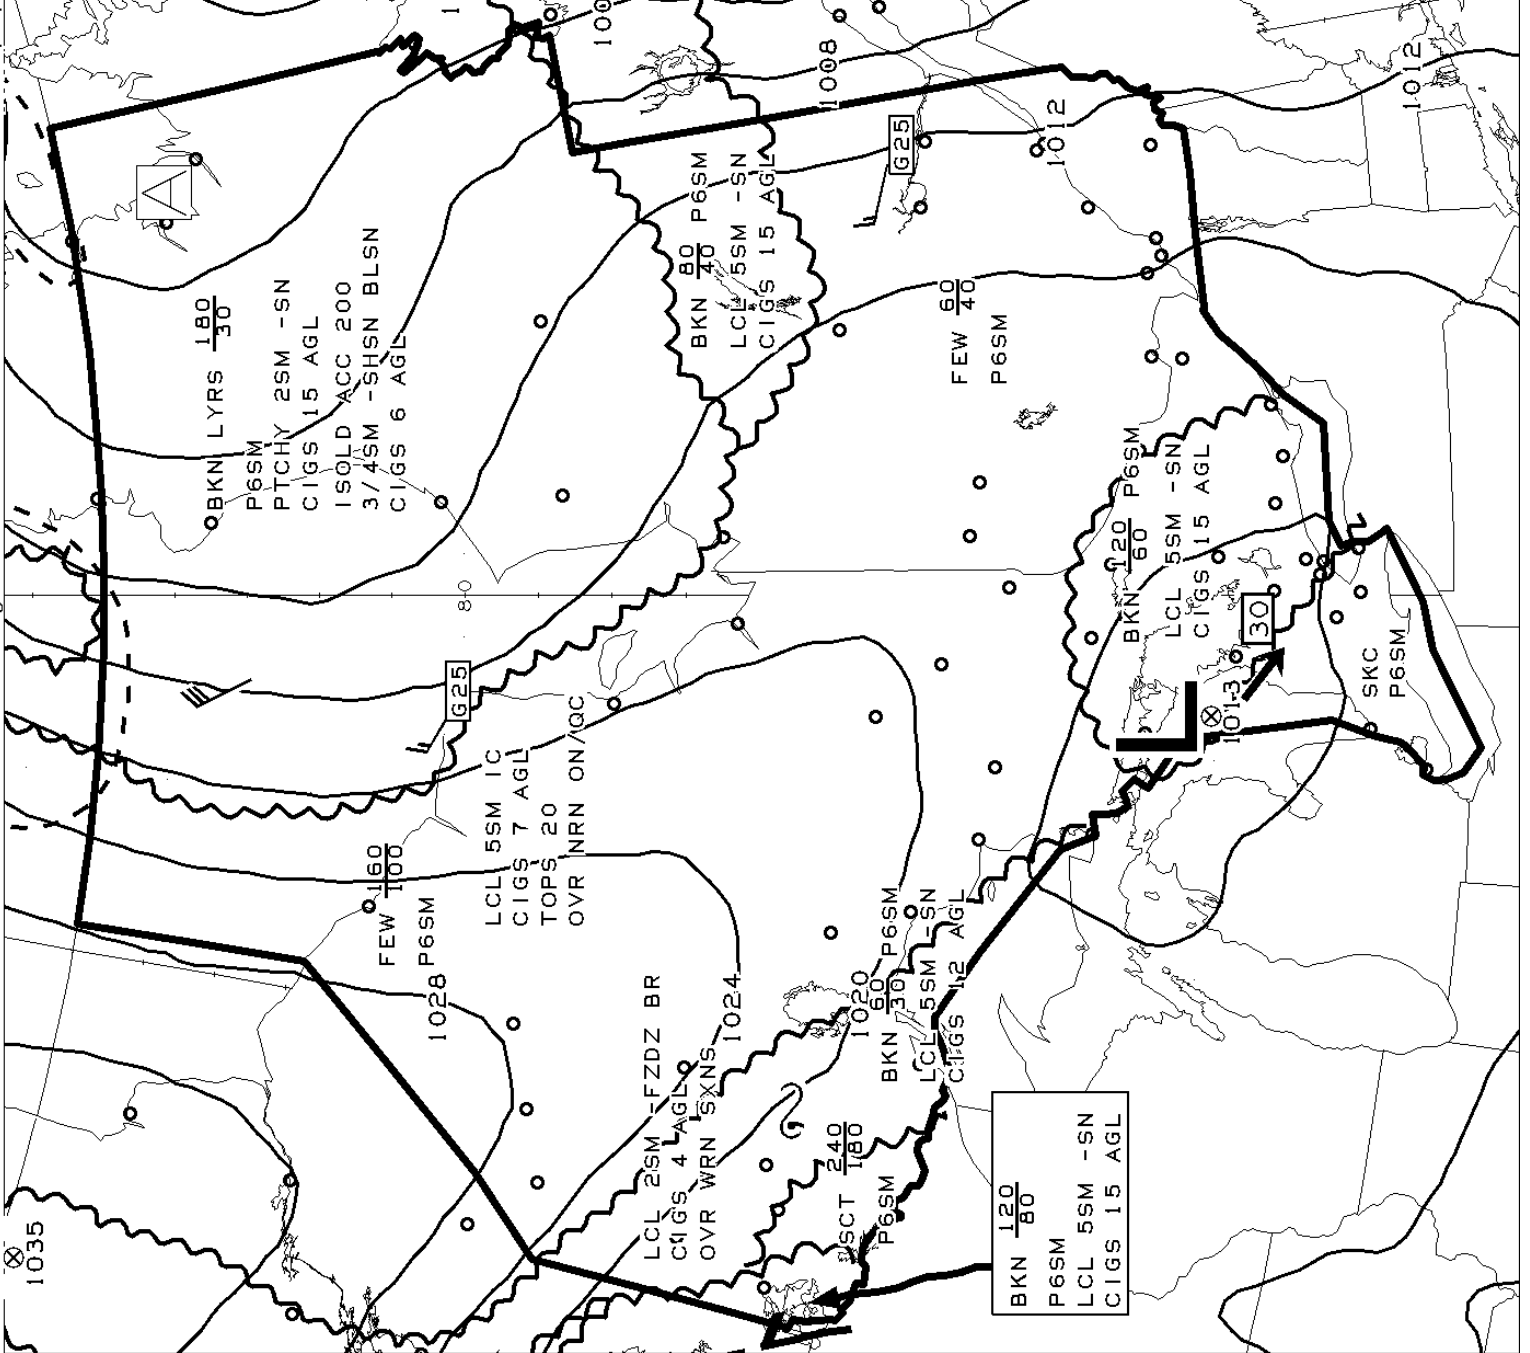 1008
1012
1012
G25
A
BKN LYRS 180
30
P6SM
PTCHY 2SM -SN
CIGS 15 AGL
ISOLD ACC 200
3/4SM -SHSN BLSN
CIGS 6 AGL
BKN 80 P6SM
40
LCL 5SM -SN
CIGS 15 AGL
FEW 60
40
P6SM
80
G25
BKN 120 P6SM
60
LCL 5SM -SN
CIGS 15 AGL
30
1013
SKC
P6SM
FEW 160
100
P6SM
LCL 5SM IC
CIGS 7 AGL
TOPS 20
OVR NRN ON/QC
1028
1024
1020
LCL 2SM -FZDZ BR
CIGS 4 AGL
OVR WRN SXNS
BKN 60 P6SM
30
LCL 5SM -SN
CIGS 12 AGL
SCT 240
180
P6SM
1035
BKN 120
80
P6SM
LCL 5SM -SN
CIGS 15 AGL